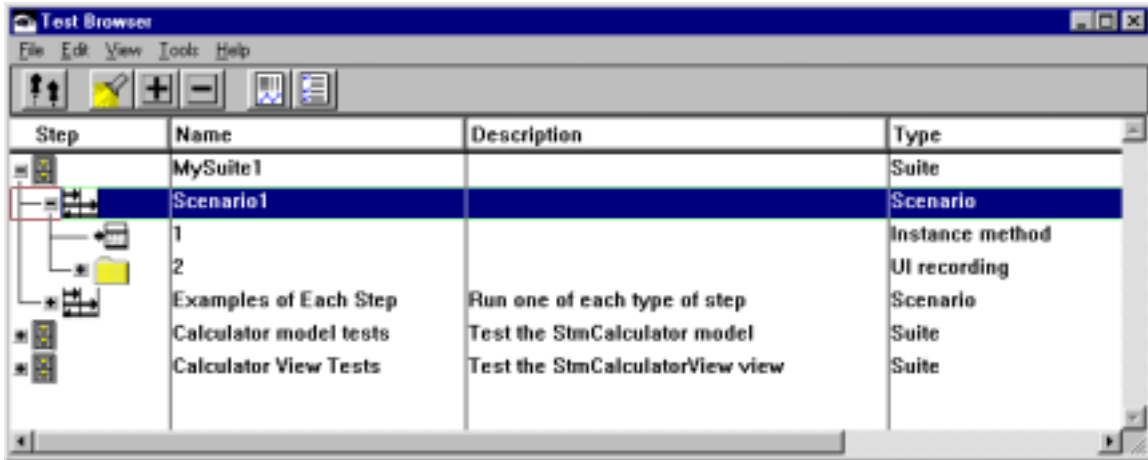 Test Browser
File Edit View Tools Help
Step Name Description Type
MySuite1 Suite
Scenario1 Scenario
1 Instance method
2 UI recording
Examples of Each Step Run one of each type of step Scenario
Calculator model tests Test the StmCalculator model Suite
Calculator View Tests Test the StmCalculatorView view Suite